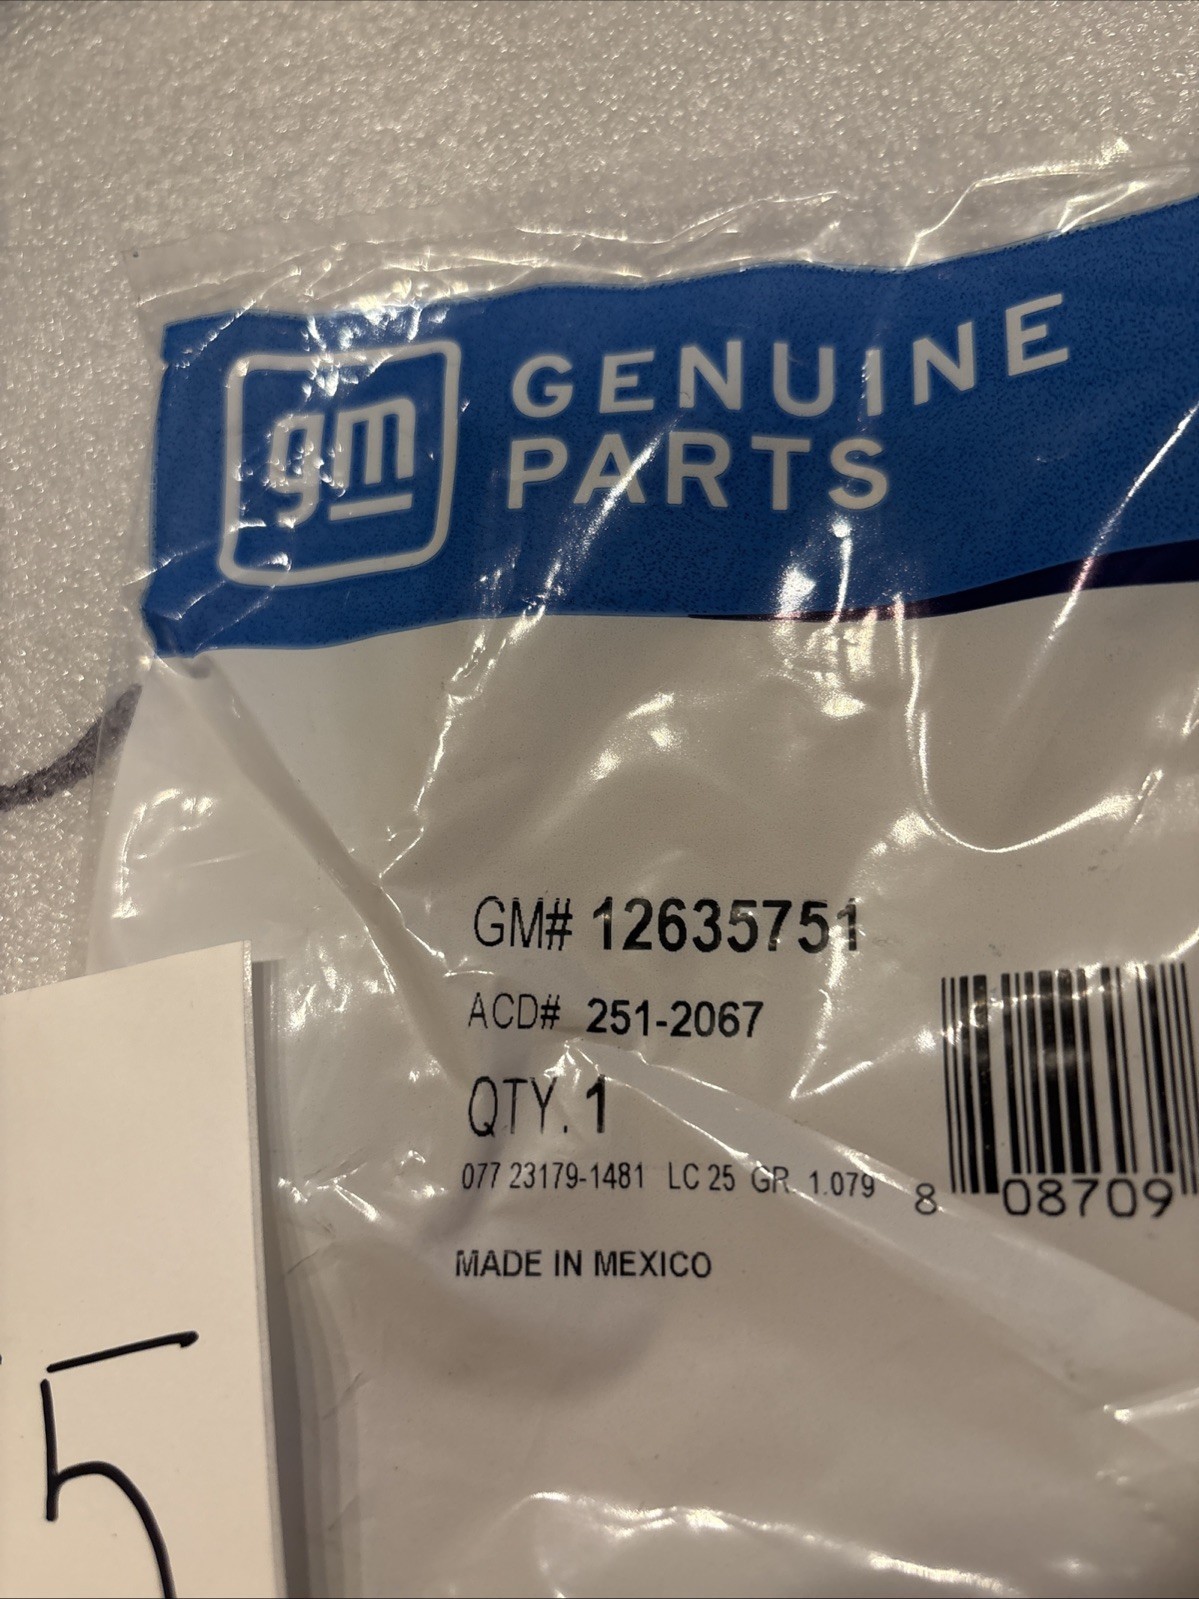 gm
GENUINE
PARTS
GM# 12635751
ACD# 251-2067
QTY. 1
077 23179-1481 LC 25 GR. 1.079
8 08709
MADE IN MEXICO
5